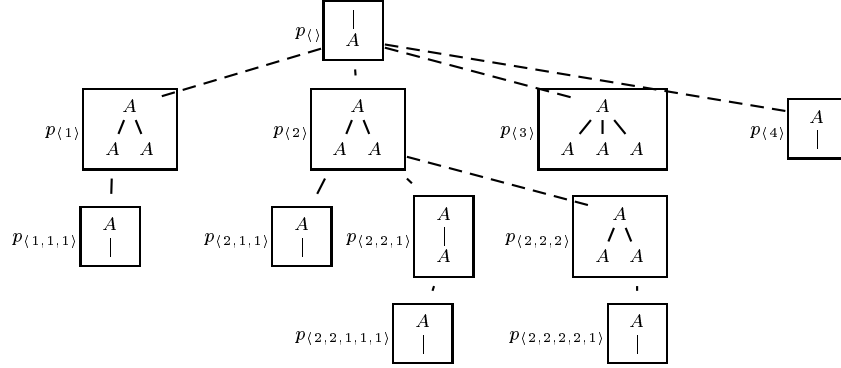 p⟨⟩ A
p⟨1⟩ A p⟨2⟩ A p⟨3⟩ A p⟨4⟩ A
A A A A A A A
p⟨1,1,1⟩ A p⟨2,1,1⟩ A p⟨2,2,1⟩ A p⟨2,2,2⟩ A
A A A
p⟨2,2,1,1,1⟩ A p⟨2,2,2,2,1⟩ A